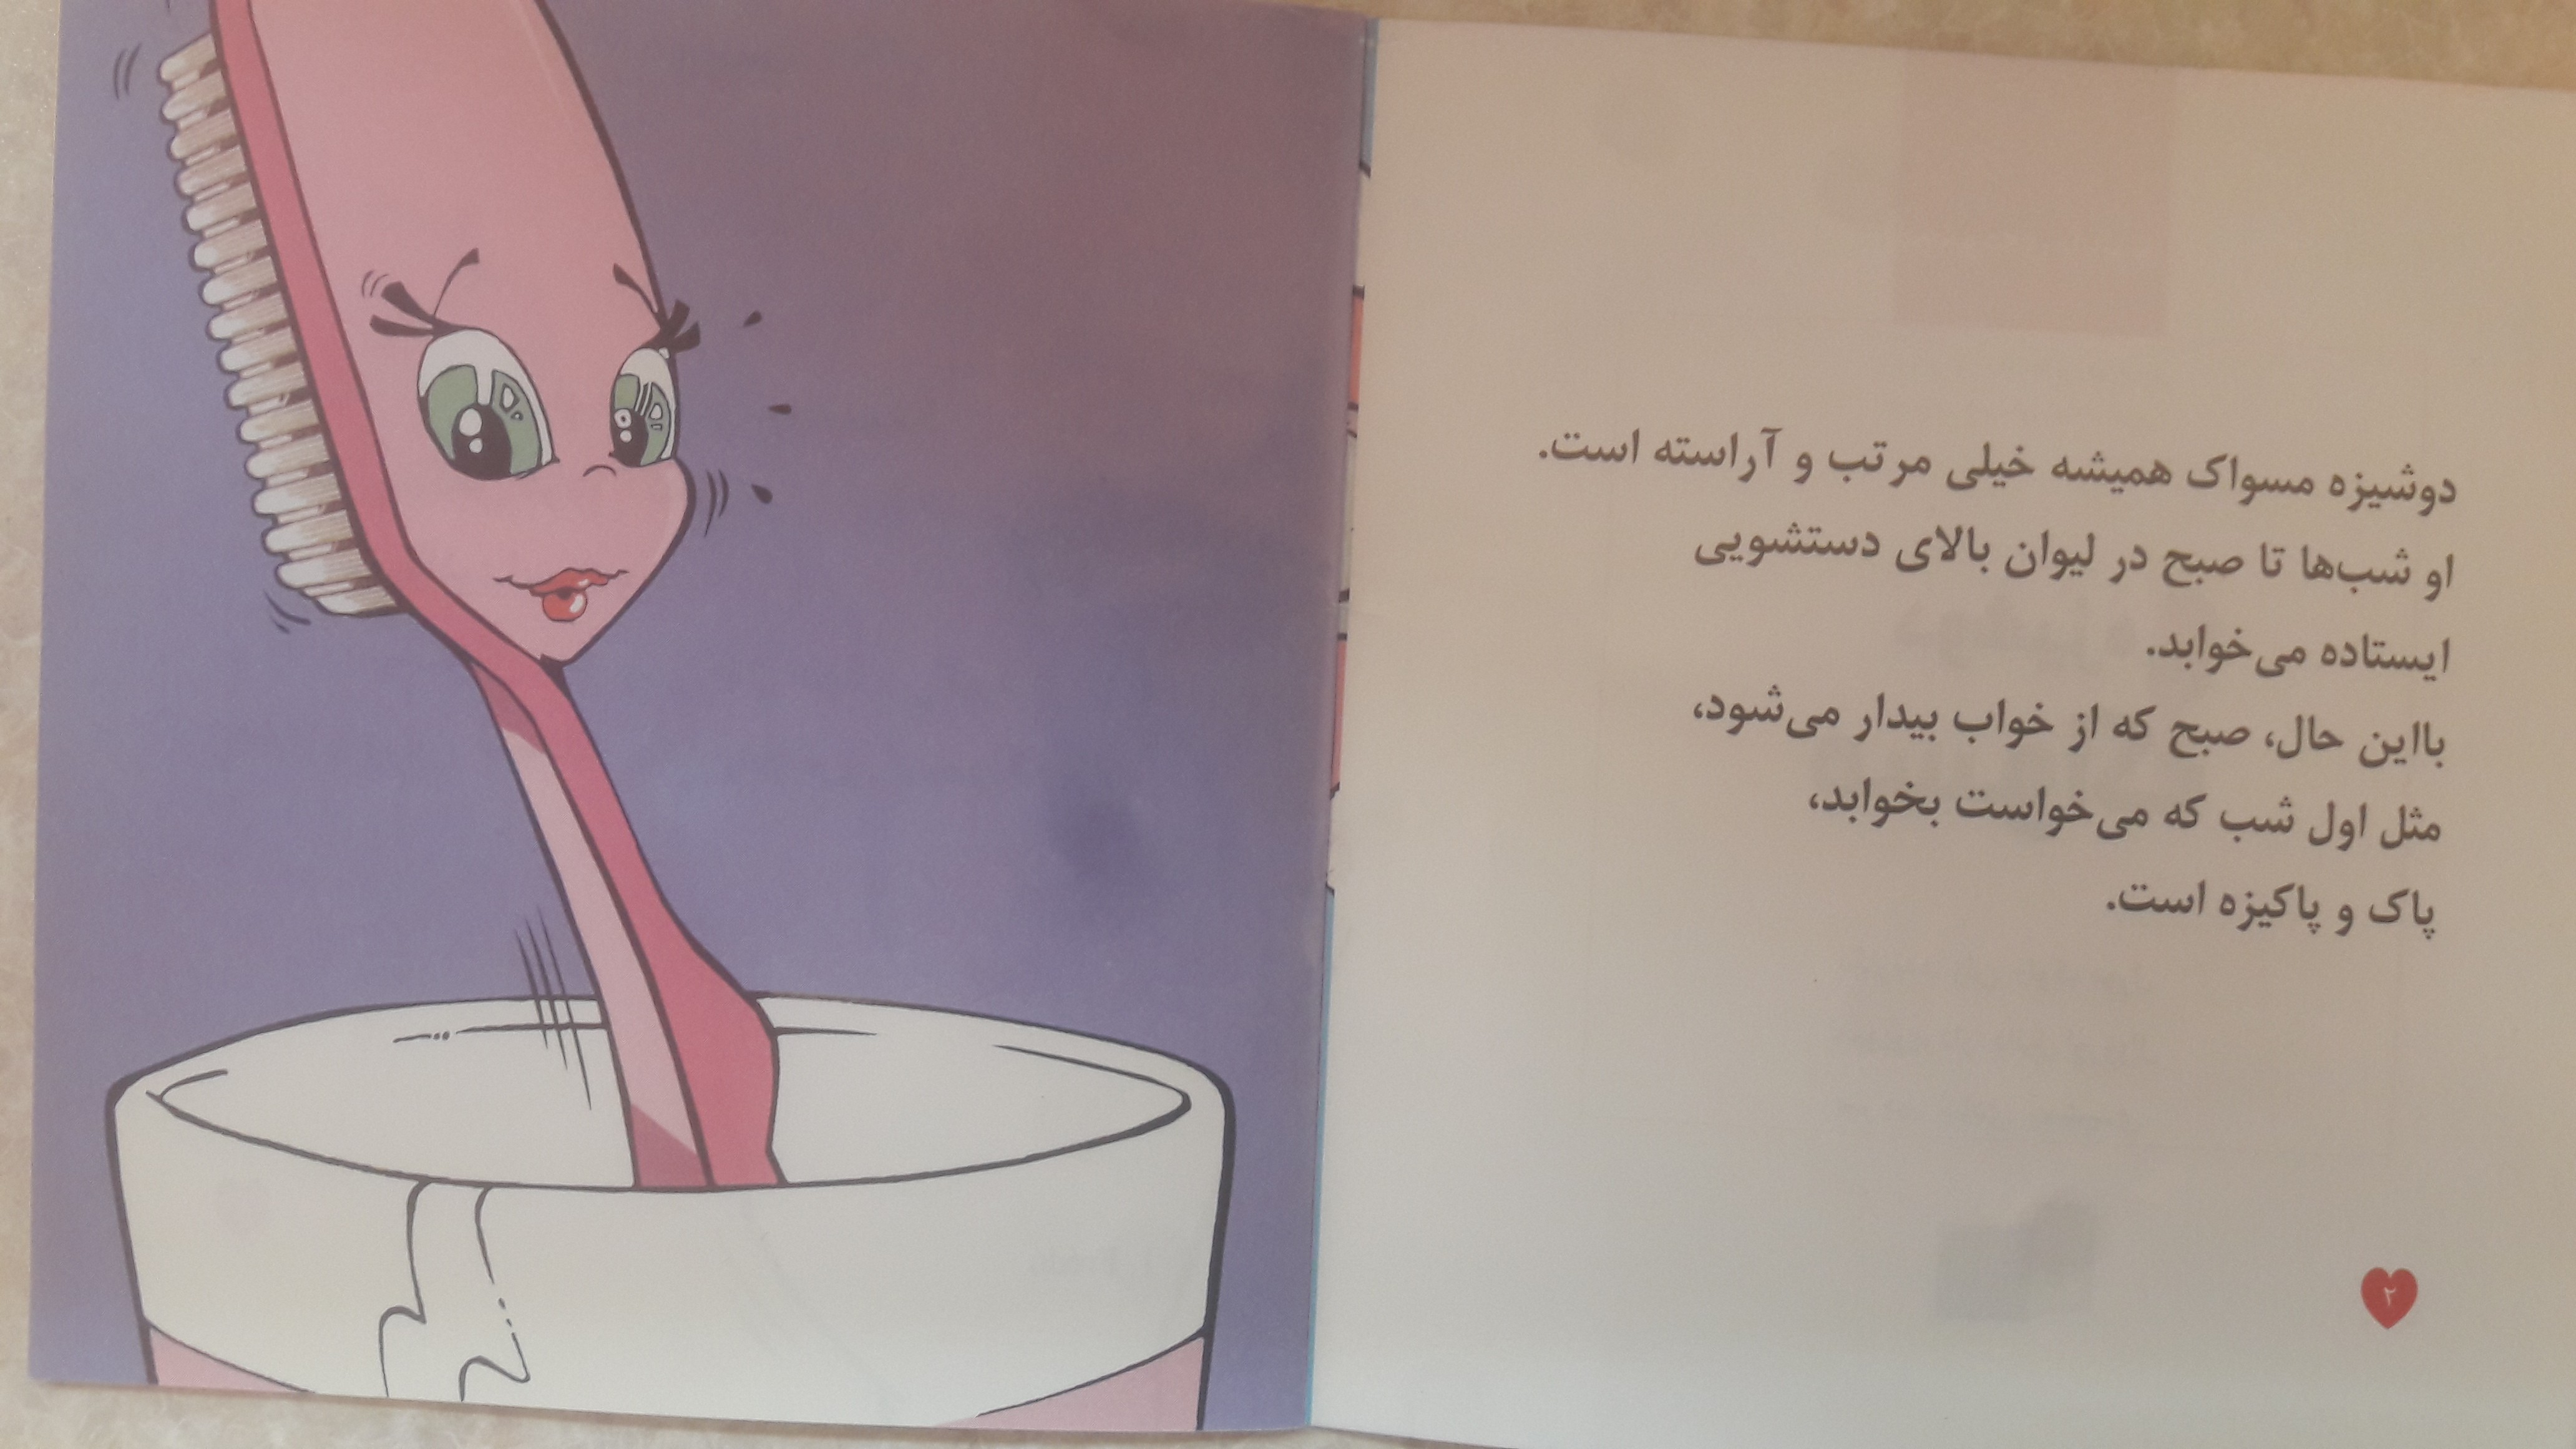 دوشیزه مسواک همیشه خیلی مرتب و آراسته است.
او شب‌ها تا صبح در لیوان بالای دستشویی
ایستاده می‌خوابد.
بااین حال، صبح که از خواب بیدار می‌شود،
مثل اول شب که می‌خواست بخوابد،
پاک و پاکیزه است.
۲